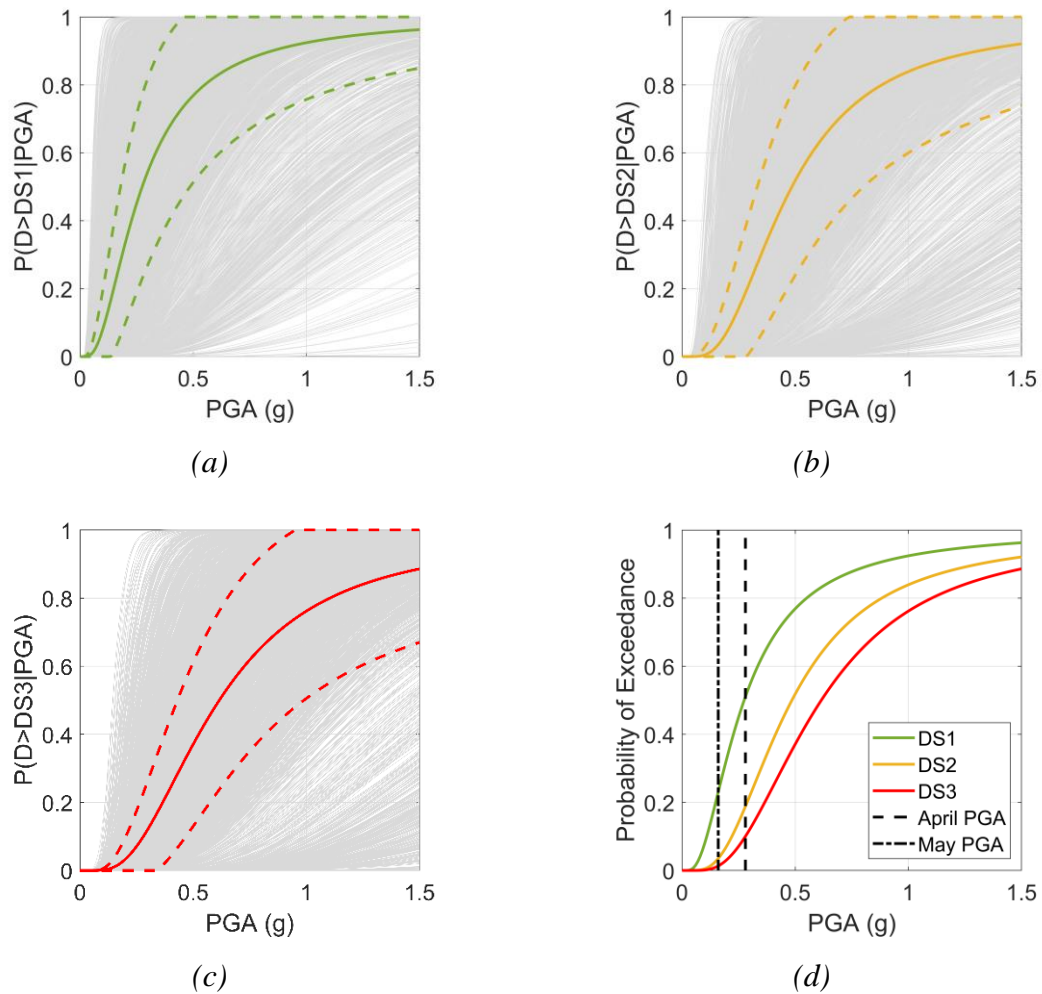 1
0.8
0.6
0.4
0.2
0
P(D>DS1|PGA)
0 0.5 1 1.5
PGA (g)
(a)
1
0.8
0.6
0.4
0.2
0
P(D>DS2|PGA)
0 0.5 1 1.5
PGA (g)
(b)
1
0.8
0.6
0.4
0.2
0
P(D>DS3|PGA)
0 0.5 1 1.5
PGA (g)
(c)
1
0.8
0.6
0.4
0.2
0
Probability of Exceedance
DS1
DS2
DS3
April PGA
May PGA
0 0.5 1 1.5
PGA (g)
(d)